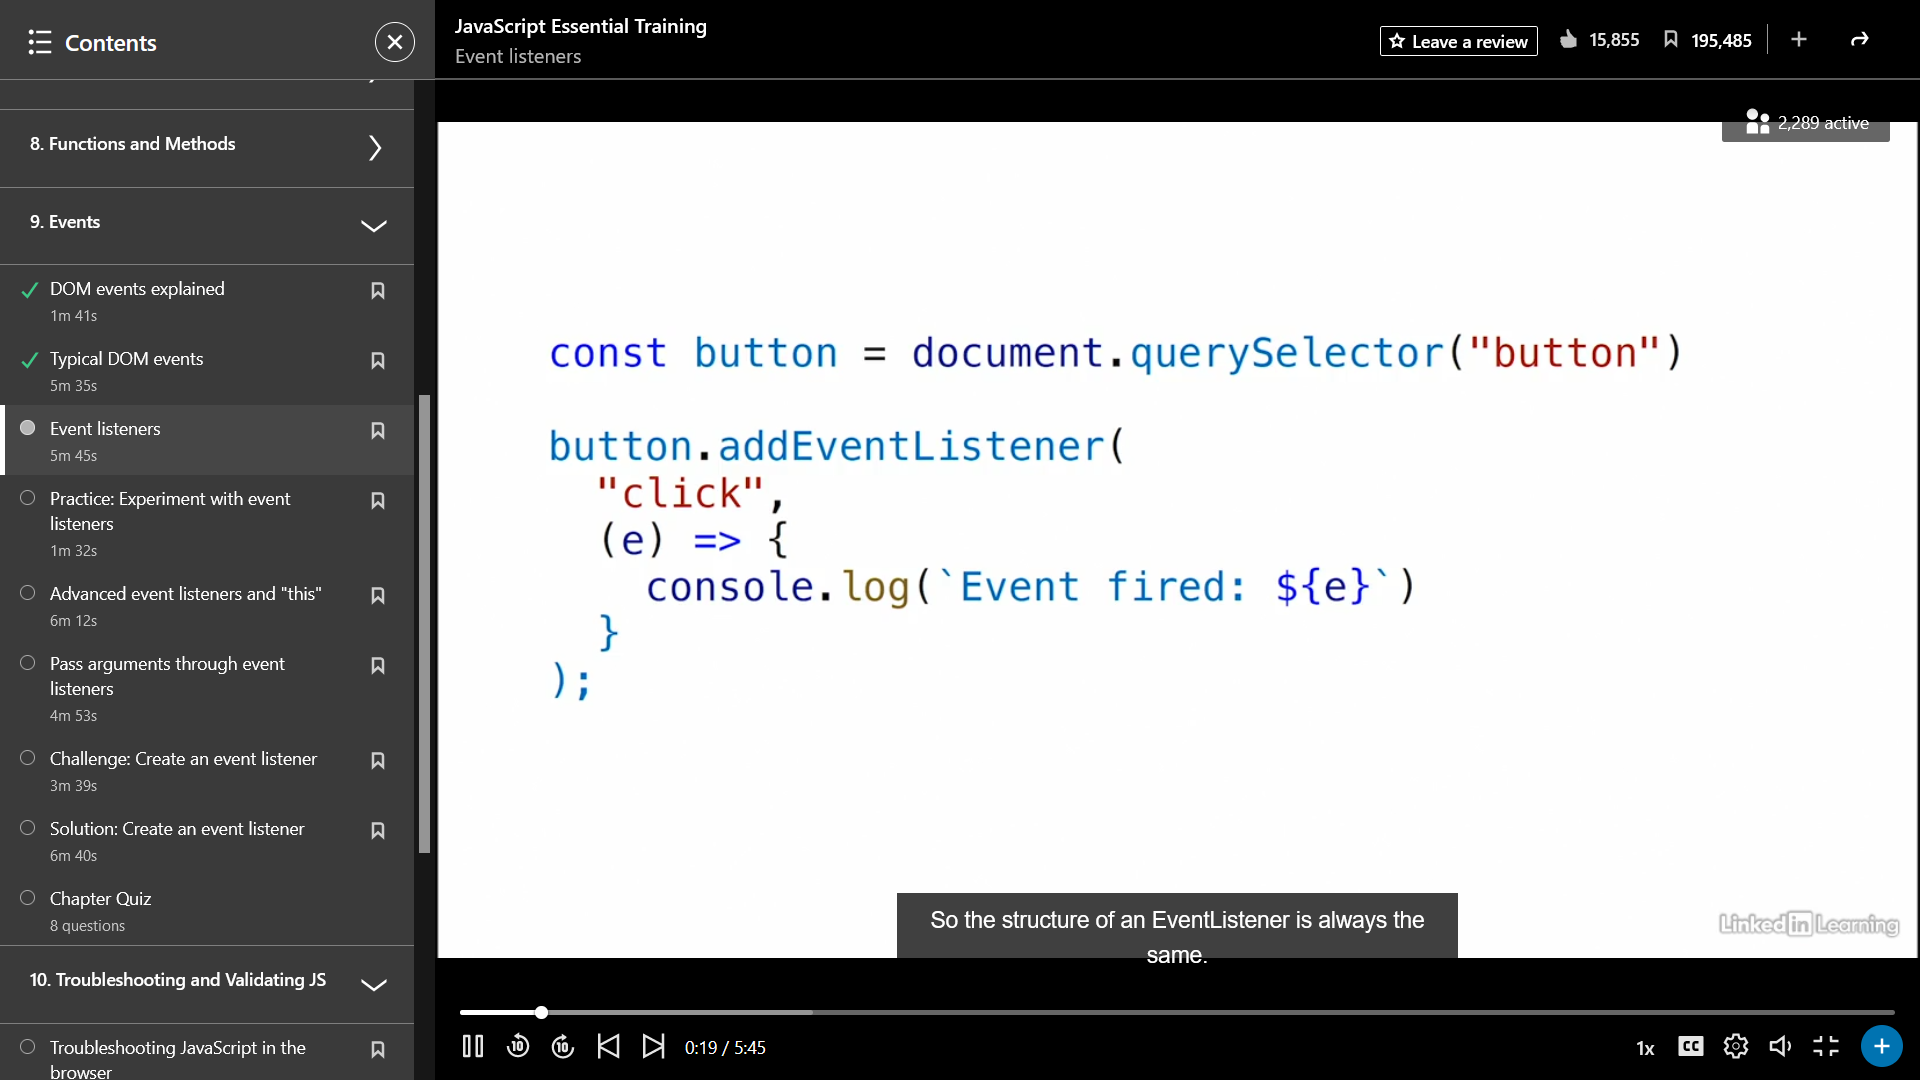 Contents
JavaScript Essential Training
Event listeners
Leave a review
15,855
195,485
8. Functions and Methods
9. Events
DOM events explained
1m 41s
Typical DOM events
5m 35s
Event listeners
5m 45s
Practice: Experiment with event
listeners
1m 32s
Advanced event listeners and "this"
6m 12s
Pass arguments through event
listeners
4m 53s
Challenge: Create an event listener
3m 39s
Solution: Create an event listener
6m 40s
Chapter Quiz
8 questions
10. Troubleshooting and Validating JS
Troubleshooting JavaScript in the
browser
2,289 active
const button = document.querySelector("button")
button.addEventListener(
"click",
(e) => {
console.log(`Event fired: ${e}`)
}
);
So the structure of an EventListener is always the
same.
Linked in Learning
10
10
0:19 / 5:45
1x
CC